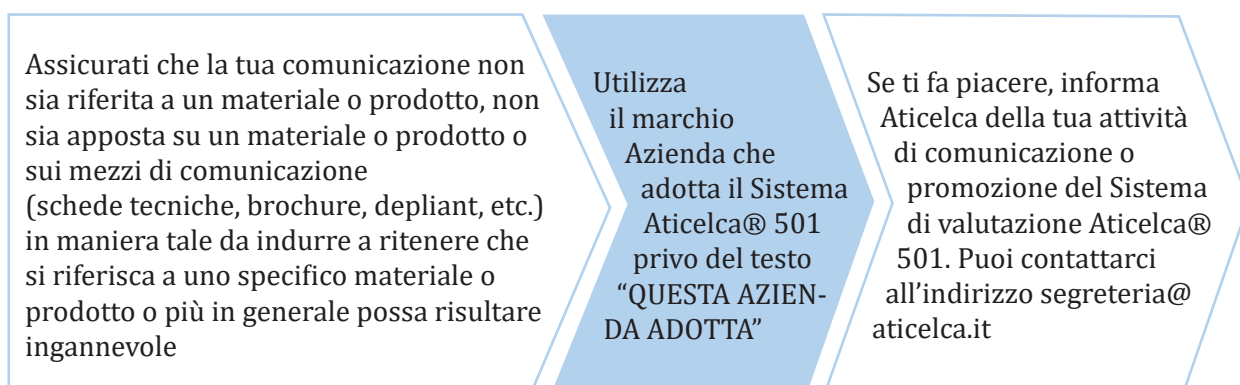 Assicurati che la tua comunicazione non
sia riferita a un materiale o prodotto, non
sia apposta su un materiale o prodotto o
sui mezzi di comunicazione
(schede tecniche, brochure, depliant, etc.)
in maniera tale da indurre a ritenere che
si riferisca a uno specifico materiale o
prodotto o più in generale possa risultare
ingannevole
Utilizza
il marchio
Azienda che
adotta il Sistema
Aticelca® 501
privo del testo
“QUESTA AZIEN-
DA ADOTTA”
Se ti fa piacere, informa
Aticelca della tua attività
di comunicazione o
promozione del Sistema
di valutazione Aticelca®
501. Puoi contattarci
all’indirizzo segreteria@
aticelca.it